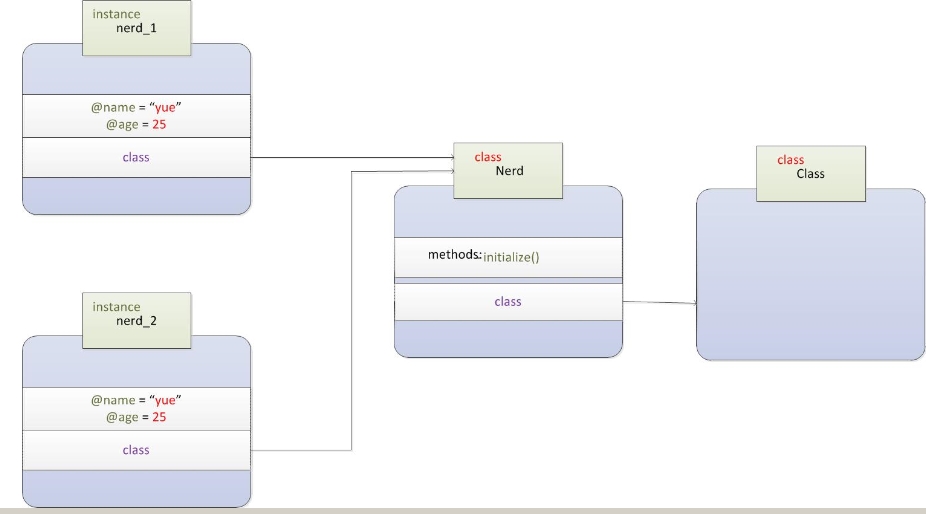 instance
nerd_1
@name = “yue”
@age = 25
class
class
Nerd
methods: initialize()
class
class
Class
instance
nerd_2
@name = “yue”
@age = 25
class